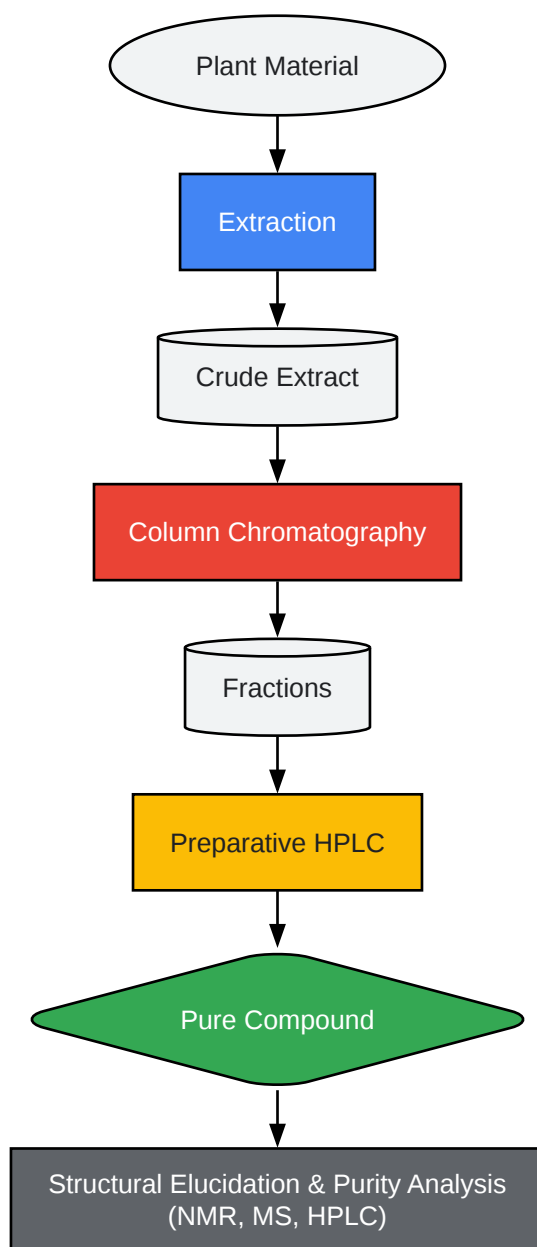 Plant Material
Extraction
Crude Extract
Column Chromatography
Fractions
Preparative HPLC
Pure Compound
Structural Elucidation & Purity Analysis
(NMR, MS, HPLC)